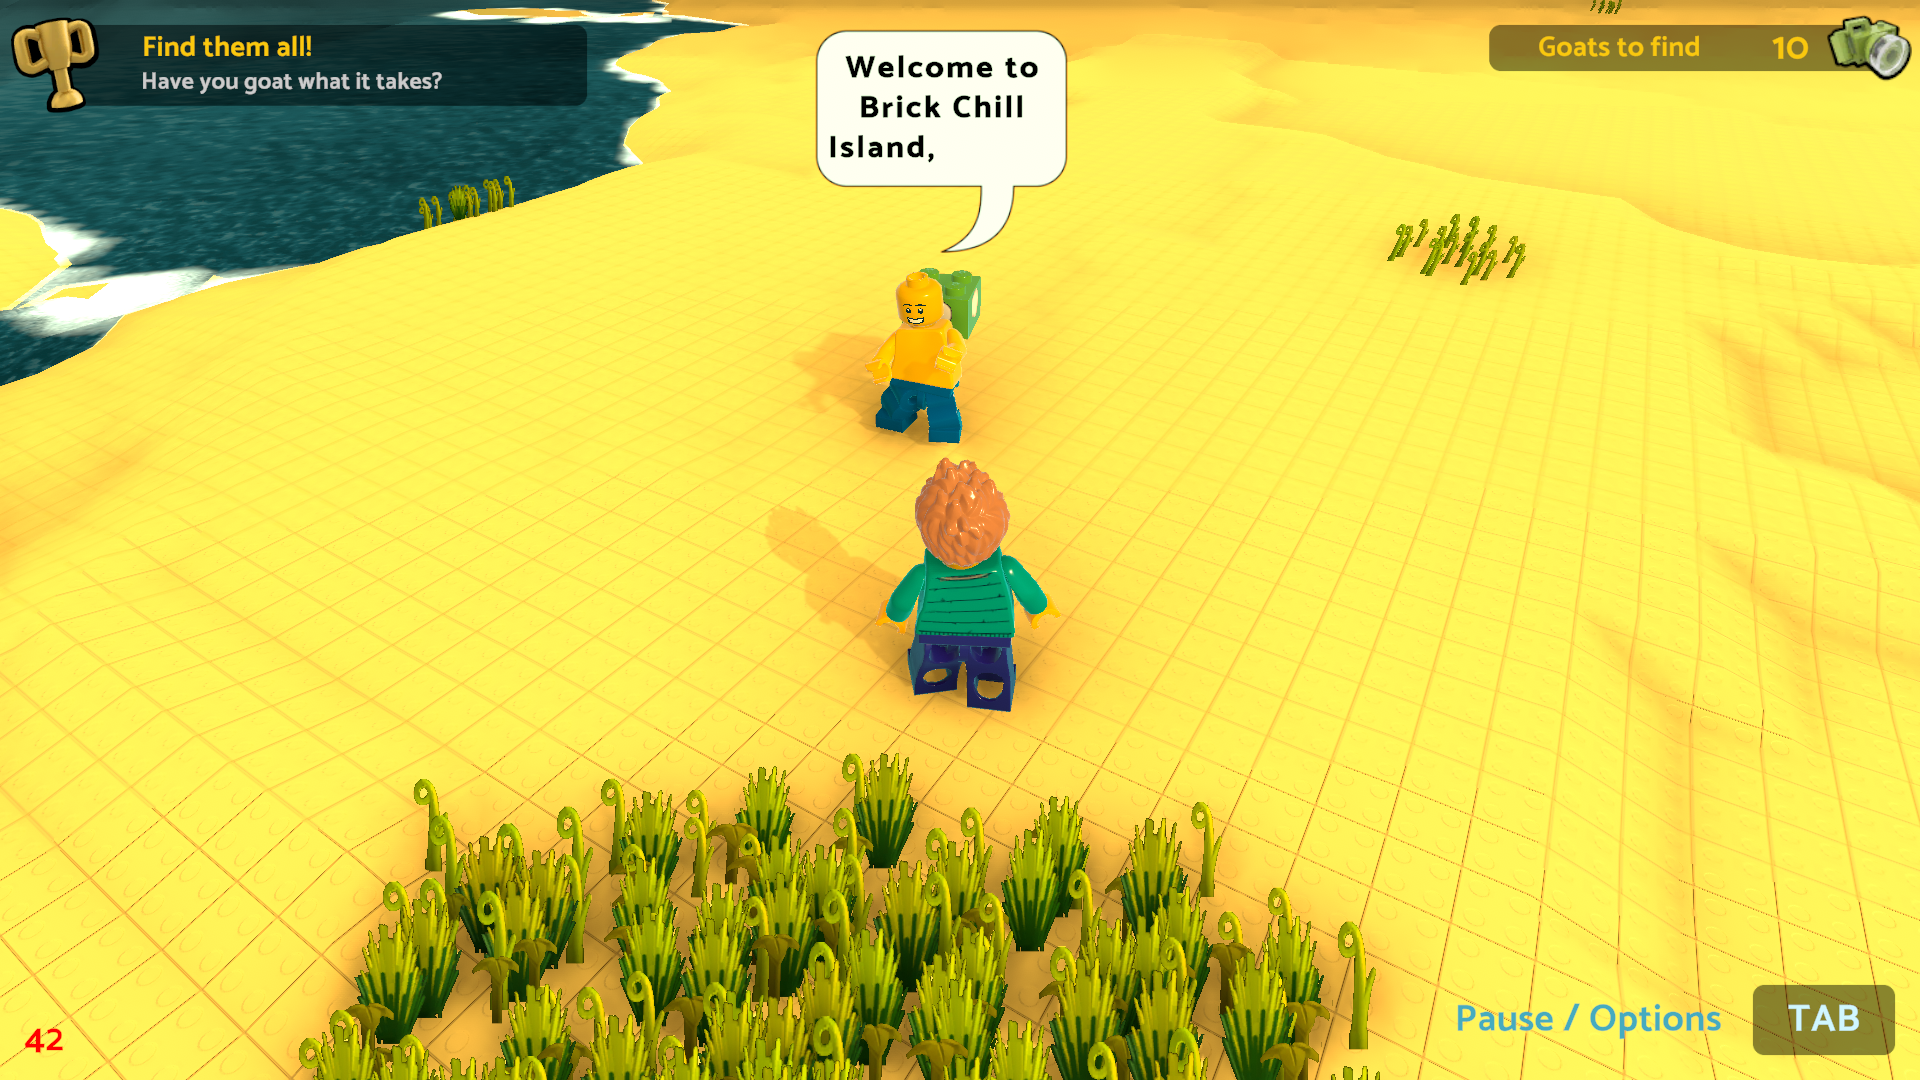 Find them all!
Have you goat what it takes?
Welcome to
Brick Chill
Island,
Goats to find 10
Pause / Options TAB
42